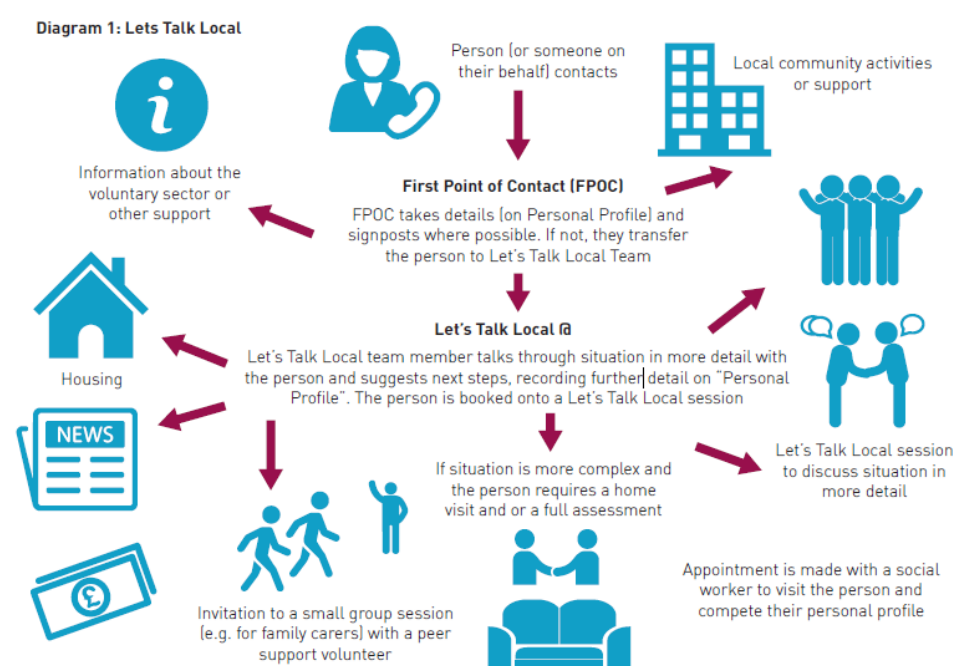 Diagram 1: Lets Talk Local
Person (or someone on
their behalf) contacts
Local community activities
or support
Information about the
voluntary sector or
other support
First Point of Contact (FPOC)
FPOC takes details (on Personal Profile) and
signposts where possible. If not, they transfer
the person to Let's Talk Local Team
Let's Talk Local @
Let's Talk Local team member talks through situation in more detail with
the person and suggests next steps, recording further detail on "Personal
Profile". The person is booked onto a Let's Talk Local session
Housing
NEWS
£
If situation is more complex and
the person requires a home
visit and or a full assessment
Let's Talk Local session
to discuss situation in
more detail
Invitation to a small group session
(e.g. for family carers) with a peer
support volunteer
Appointment is made with a social
worker to visit the person and
compete their personal profile